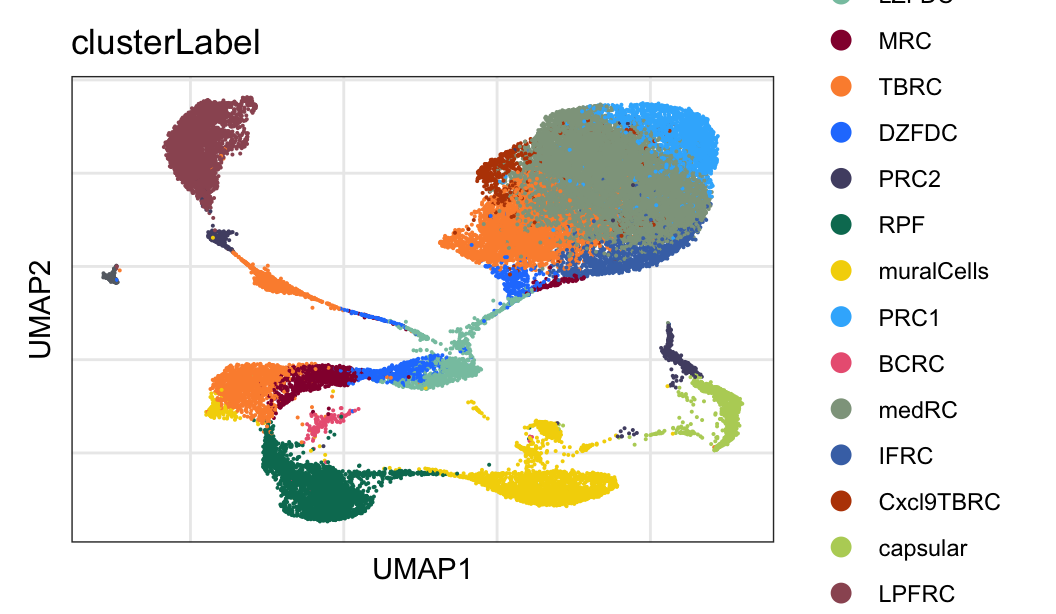 clusterLabel
UMAP2
UMAP1
MRC
TBRC
DZFDC
PRC2
RPF
muralCells
PRC1
BCRC
medRC
IFRC
Cxcl9TBRC
capsular
LPFRC